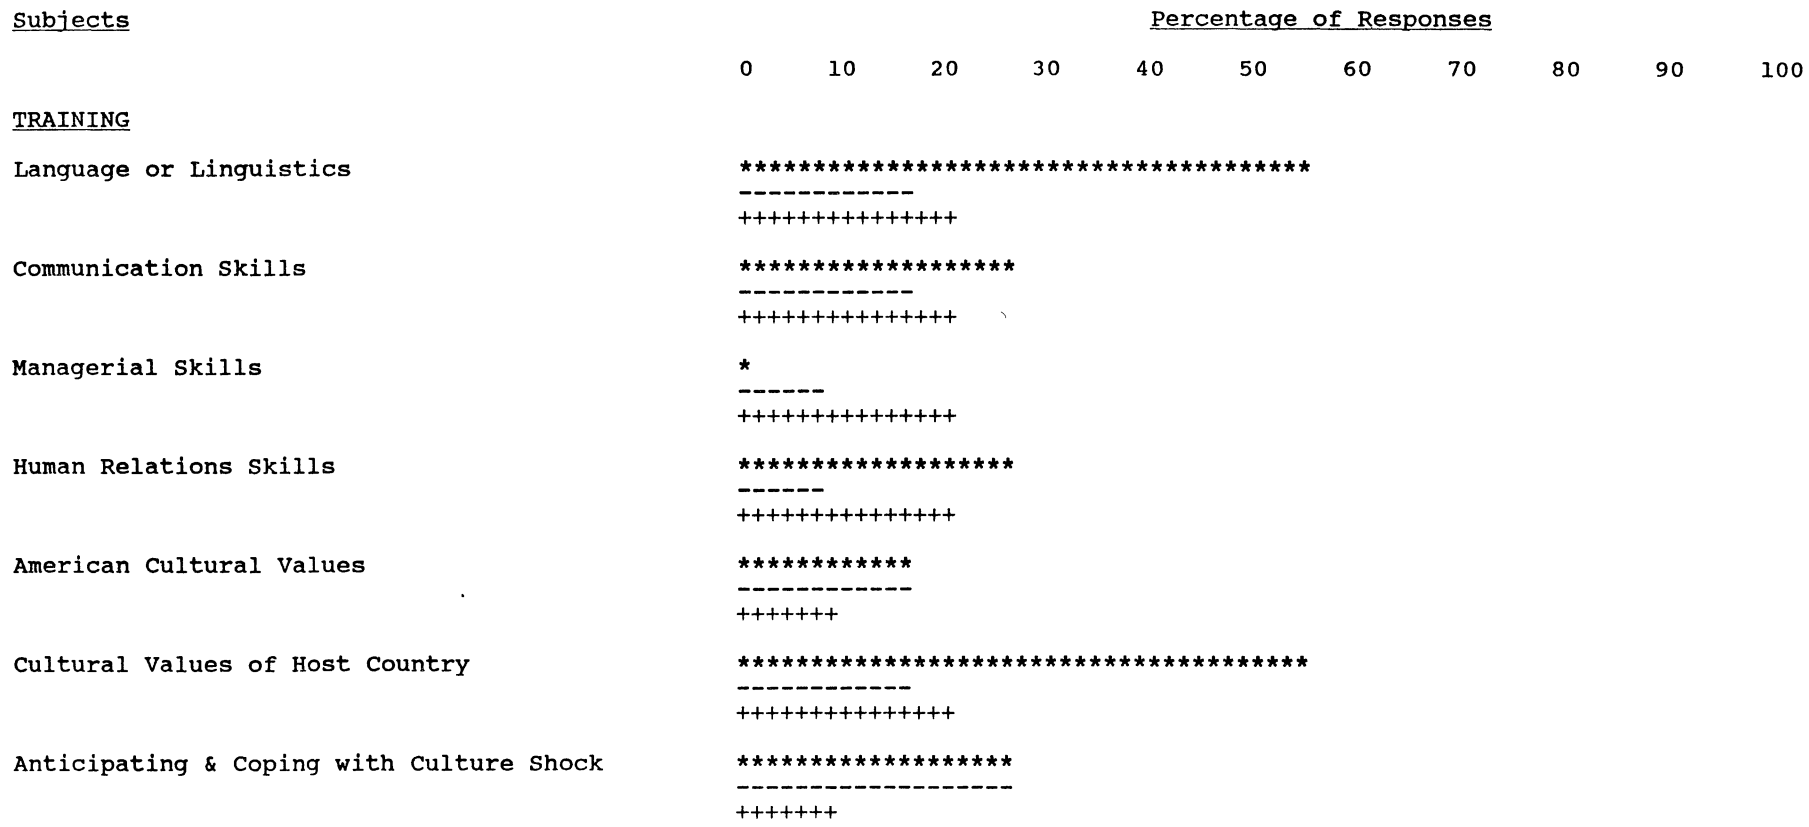 Subjects Percentage of Responses
0 10 20 30 40 50 60 70 80 90 100
TRAINING
Language or Linguistics ***************************************
------------
+++++++++++++++
Communication Skills *******************
------------
+++++++++++++++
Managerial Skills *
------
+++++++++++++++
Human Relations Skills *******************
------
+++++++++++++++
American Cultural Values ************
------------
+++++++
Cultural Values of Host Country ***************************************
------------
+++++++++++++++
Anticipating & Coping with Culture Shock *******************
-------------------
+++++++